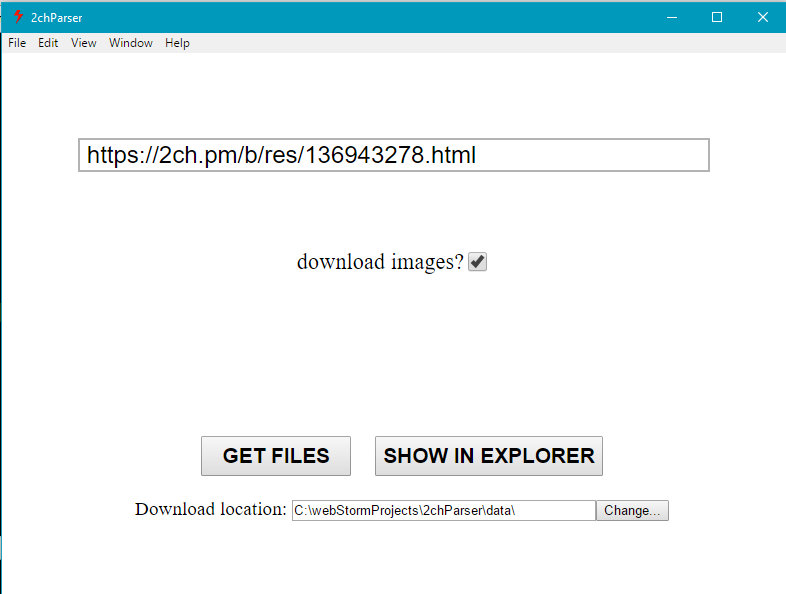 2chParser
File Edit View Window Help
https://2ch.pm/b/res/136943278.html
download images?
GET FILES SHOW IN EXPLORER
Download location: C:\webStormProjects\2chParser\data\ Change...